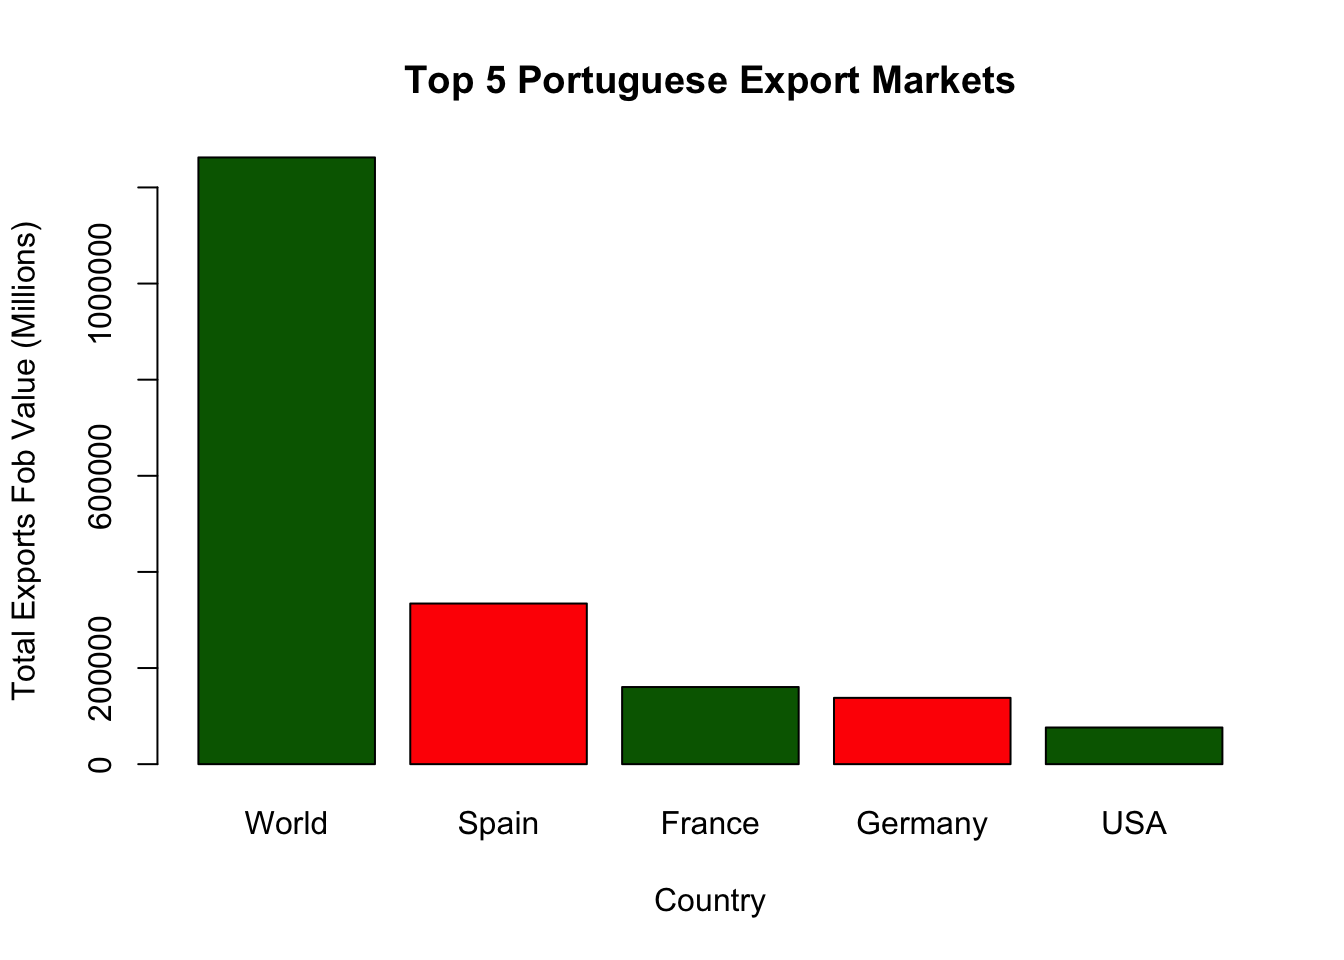 Top 5 Portuguese Export Markets
Total Exports Fob Value (Millions)
1000000
600000
200000
0
World Spain France Germany USA
Country